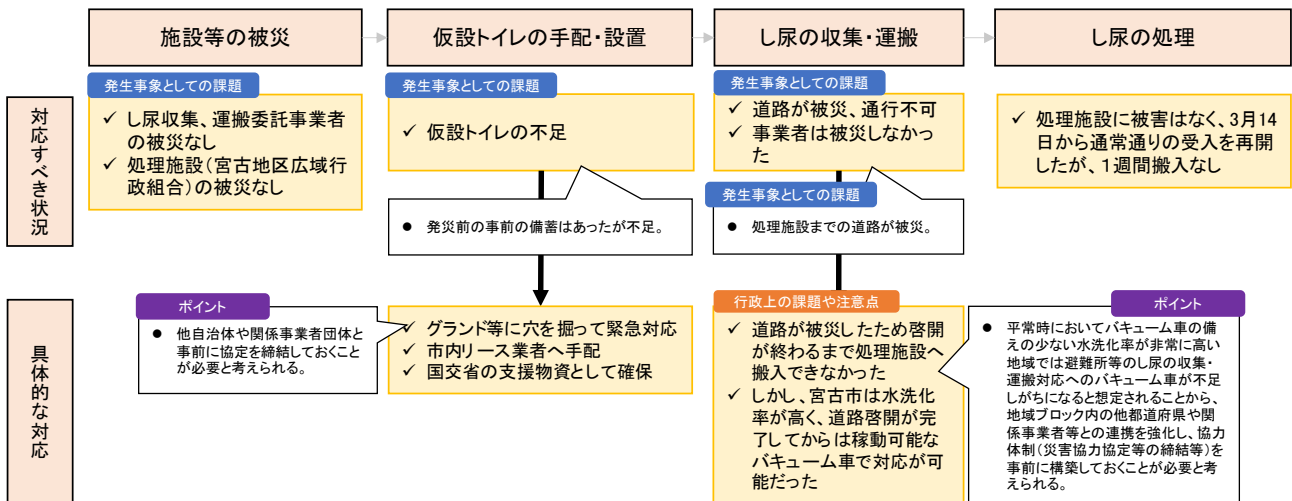 施設等の被災
仮設トイレの手配・設置
し尿の収集・運搬
し尿の処理
対応すべき状況
発生事象としての課題
✓ し尿収集、運搬委託事業者
の被災なし
✓ 処理施設(宮古地区広域行
政組合)の被災なし
発生事象としての課題
✓ 仮設トイレの不足
● 発災前の事前の備蓄はあったが不足。
発生事象としての課題
✓ 道路が被災、通行不可
✓ 事業者は被災しなかっ
た
発生事象としての課題
● 処理施設までの道路が被災。
✓ 処理施設に被害はなく、3月14
日から通常通りの受入を再開
したが、1週間搬入なし
具体的な対応
ポイント
● 他自治体や関係事業者団体と
事前に協定を締結しておくこと
が必要と考えられる。
✓ グランド等に穴を掘って緊急対応
✓ 市内リース業者へ手配
✓ 国交省の支援物資として確保
行政上の課題や注意点
✓ 道路が被災したため啓開
が終わるまで処理施設へ
搬入できなかった
✓ しかし、宮古市は水洗化
率が高く、道路啓開が完
了してからは稼動可能な
バキューム車で対応が可
能だった
ポイント
● 平常時においてバキューム車の備
えの少ない水洗化率が非常に高い
地域では避難所等のし尿の収集・
運搬対応へのバキューム車が不足
しがちになると想定されることから、
地域ブロック内の他都道府県や関
係事業者等との連携を強化し、協力
体制(災害協力協定等の締結等)を
事前に構築しておくことが必要と考
えられる。